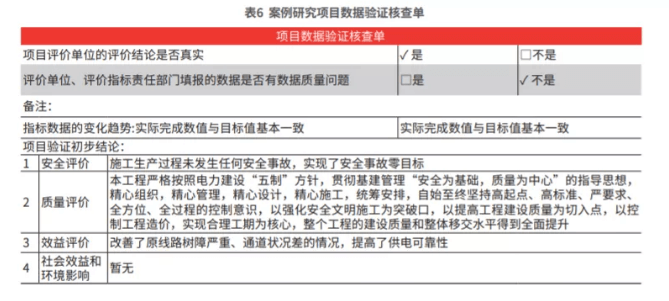 表6 案例研究项目数据验证核查单
项目数据验证核查单
项目评价单位的评价结论是否真实 ✓是 □不是
评价单位、评价指标责任部门填报的数据是否有数据质量问题 □是 ✓不是
备注：
指标数据的变化趋势:实际完成数值与目标值基本一致 实际完成数值与目标值基本一致
项目验证初步结论：
1 安全评价 施工生产过程未发生任何安全事故，实现了安全事故零目标
2 质量评价 本工程严格按照电力建设“五制”方针，贯彻基建管理“安全为基础，质量为中心”的指导思想，
精心组织，精心管理，精心设计，精心施工，统筹安排，自始至终坚持高起点、高标准、严要求、
全方位、全过程的控制意识，以强化安全文明施工为突破口，以提高工程建设质量为切入点，以控
制工程造价，实现合理工期为核心，整个工程的建设质量和整体移交水平得到全面提升
3 效益评价 改善了原线路树障严重、通道状况差的情况，提高了供电可靠性
4 社会效益和
环境影响 暂无